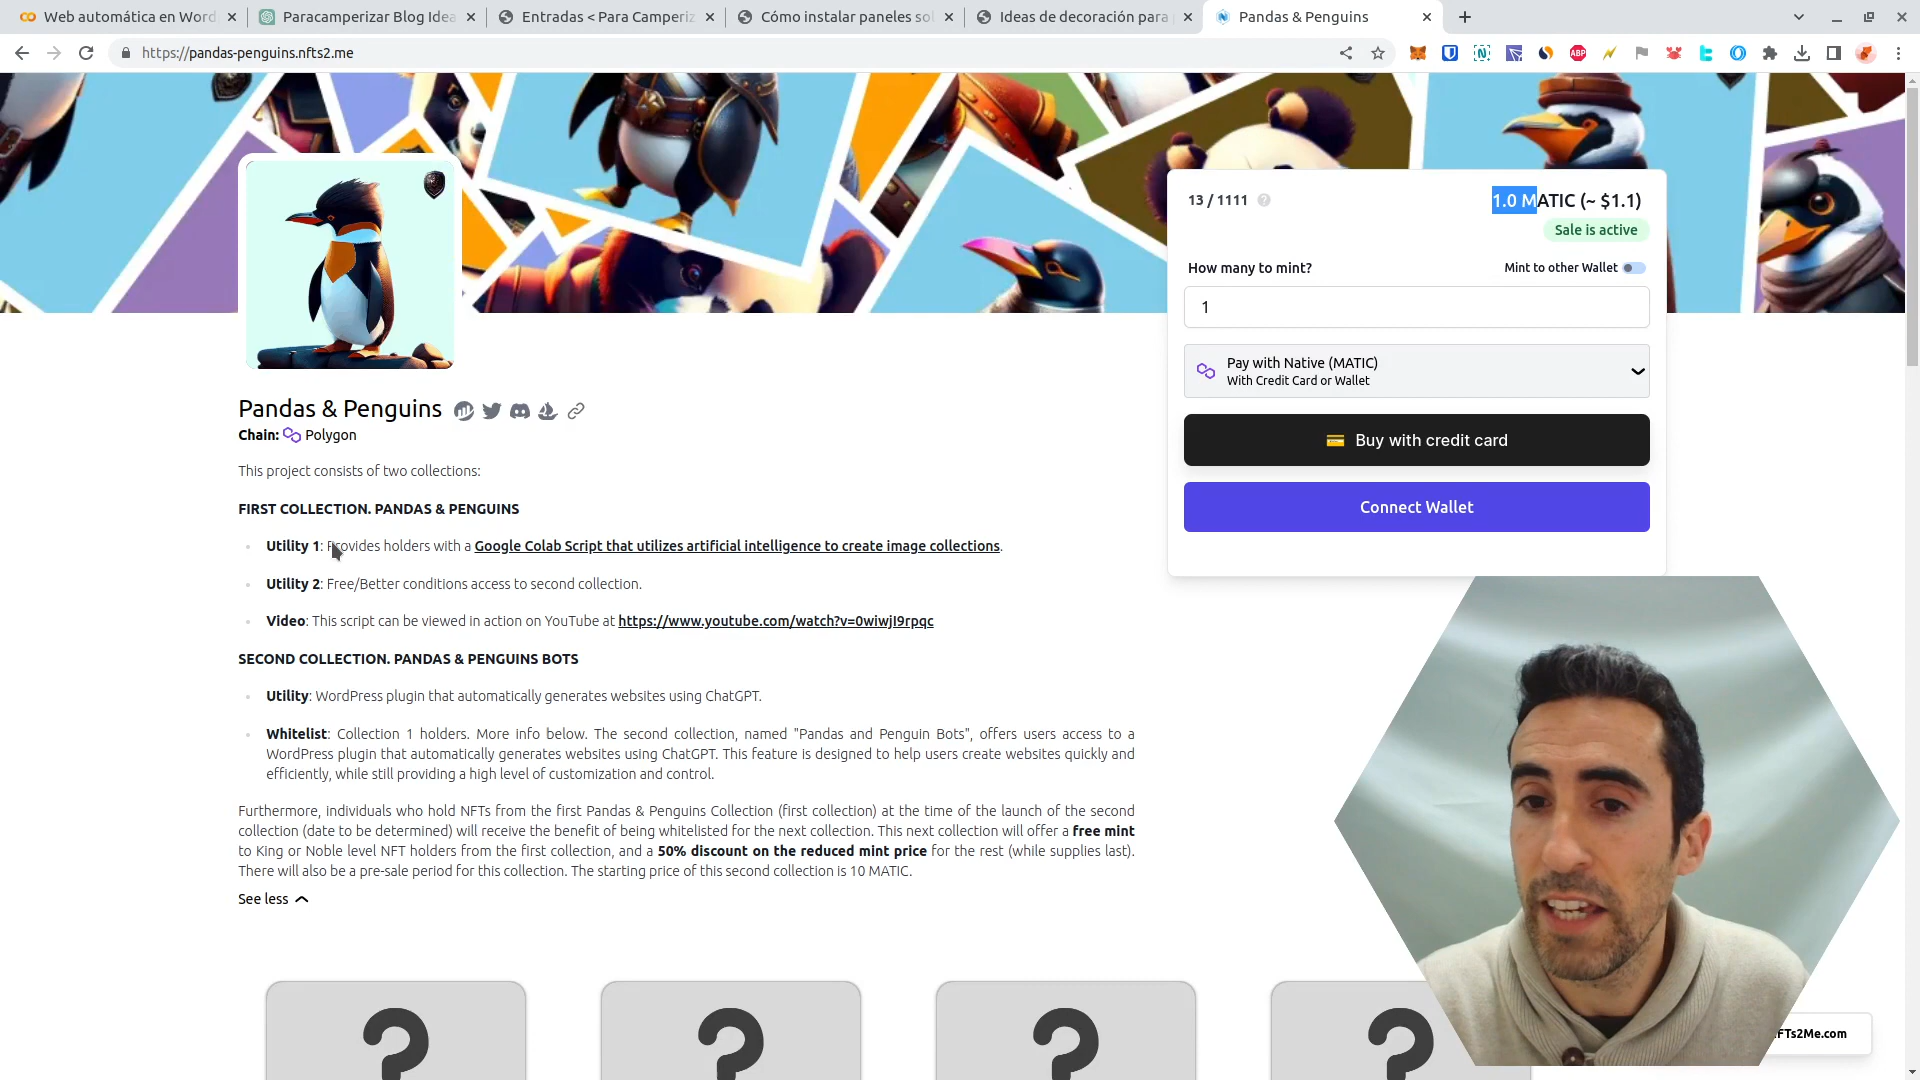 Web automática en Word
Paracamperizar Blog Idea
Entradas < Para Camperiz
Cómo instalar paneles so
Ideas de decoración para
Pandas & Penguins
https://pandas-penguins.nfts2.me
ABP
13 / 1111
1.0 MATIC (~ $1.1)
Sale is active
How many to mint?
Mint to other Wallet
1
Pay with Native (MATIC)
With Credit Card or Wallet
Buy with credit card
Connect Wallet
Pandas & Penguins
Chain: Polygon
This project consists of two collections:
FIRST COLLECTION. PANDAS & PENGUINS
Utility 1: Provides holders with a Google Colab Script that utilizes artificial intelligence to create image collections.
Utility 2: Free/Better conditions access to second collection.
Video: This script can be viewed in action on YouTube at https://www.youtube.com/watch?v=0wiwjI9rpqc
SECOND COLLECTION. PANDAS & PENGUINS BOTS
Utility: WordPress plugin that automatically generates websites using ChatGPT.
Whitelist: Collection 1 holders. More info below. The second collection, named "Pandas and Penguin Bots", offers users access to a
WordPress plugin that automatically generates websites using ChatGPT. This feature is designed to help users create websites quickly and
efficiently, while still providing a high level of customization and control.
Furthermore, individuals who hold NFTs from the first Pandas & Penguins Collection (first collection) at the time of the launch of the second
collection (date to be determined) will receive the benefit of being whitelisted for the next collection. This next collection will offer a free mint
to King or Noble level NFT holders from the first collection, and a 50% discount on the reduced mint price for the rest (while supplies last).
There will also be a pre-sale period for this collection. The starting price of this second collection is 10 MATIC.
See less
? ? ? ?
FTs2Me.com